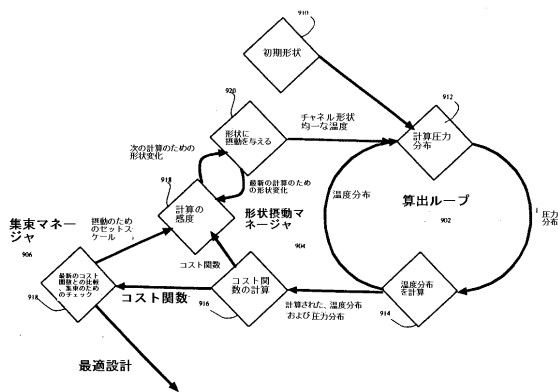 910
初期形状
920
912
チャネル形状
均一な温度
形状に
摂動を与える
計算圧力
分布
次の計算のための
形状変化
最新の計算のための
形状変化
温度分布
918
計算の
感度
算出ループ
902
圧力
分布
集束マネー
ジャ
906
摂動のため
のセットス
ケール
形状摂動マ
ネージャ
904
コスト関数
最新のコスト
関数との比較
、集束のため
のチェック
918
コスト関数
コスト関
数の計算
916
計算された、温度分布
および圧力分布
温度分布
を計算
914
最適設計